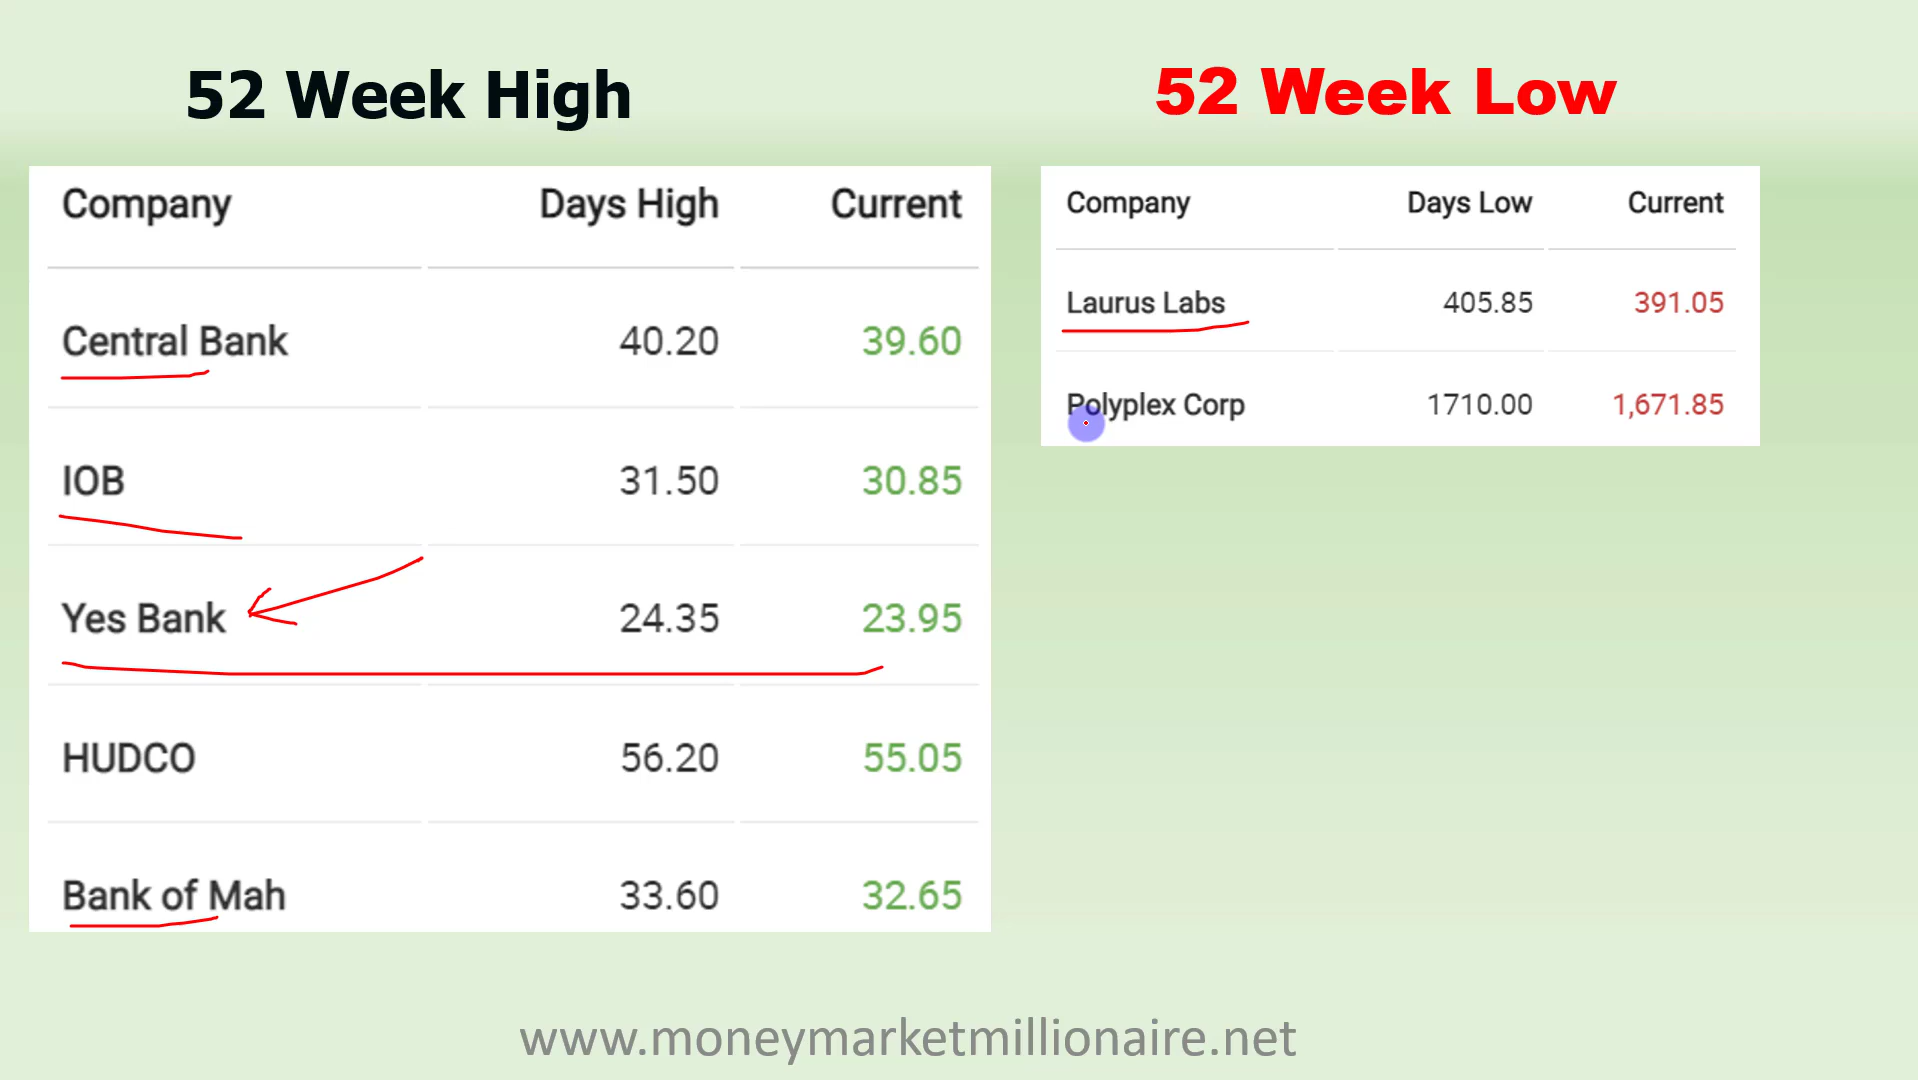 52 Week High
Company Days High Current
Central Bank 40.20 39.60
IOB 31.50 30.85
Yes Bank 24.35 23.95
HUDCO 56.20 55.05
Bank of Mah 33.60 32.65
52 Week Low
Company Days Low Current
Laurus Labs 405.85 391.05
Polyplex Corp 1710.00 1,671.85
www.moneymarketmillionaire.net